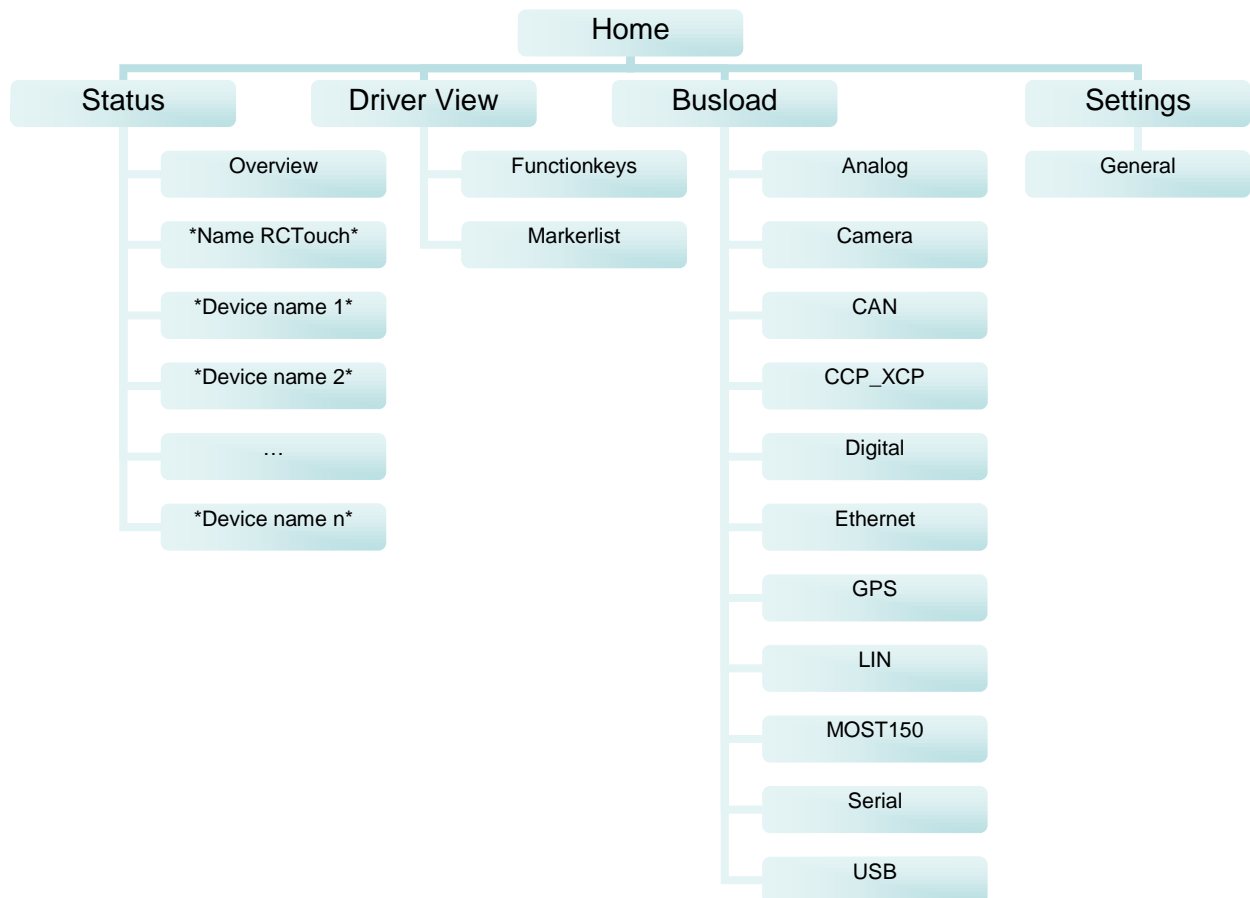 Home
Status
Driver View
Busload
Settings
Overview
Functionkeys
Analog
General
*Name RCTouch*
Markerlist
Camera
*Device name 1*
CAN
*Device name 2*
CCP_XCP
…
Digital
*Device name n*
Ethernet
GPS
LIN
MOST150
Serial
USB